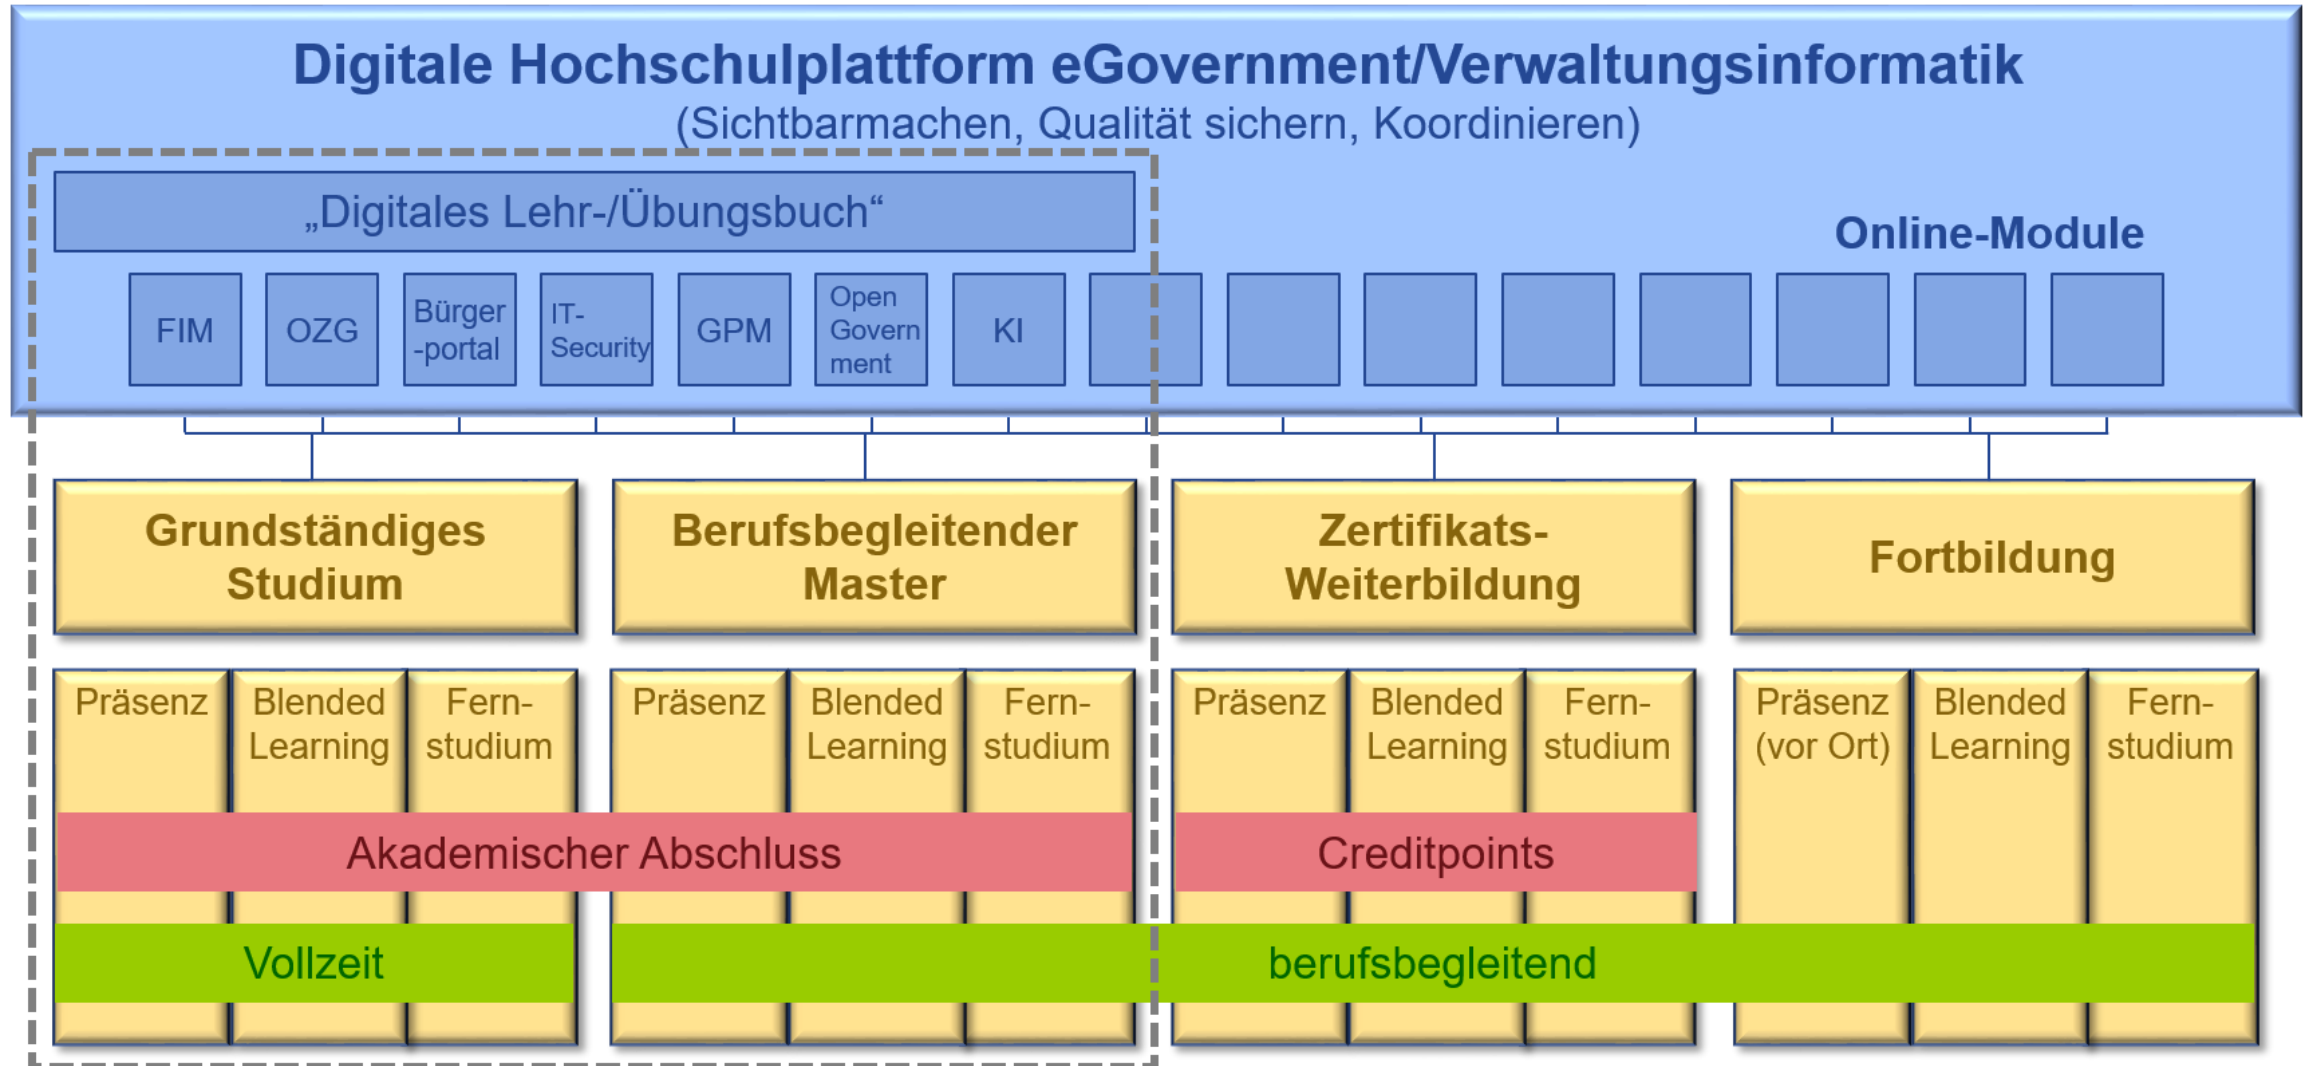 Digitale Hochschulplattform eGovernment/Verwaltungsinformatik
(Sichtbarmachen, Qualität sichern, Koordinieren)
„Digitales Lehr-/Übungsbuch“
Online-Module
FIM
OZG
Bürger
-portal
IT-
Security
GPM
Open
Govern
ment
KI
Grundständiges
Studium
Berufsbegleitender
Master
Zertifikats-
Weiterbildung
Fortbildung
Präsenz
Blended
Learning
Fern-
studium
Präsenz
Blended
Learning
Fern-
studium
Präsenz
Blended
Learning
Fern-
studium
Präsenz
(vor Ort)
Blended
Learning
Fern-
studium
Akademischer Abschluss
Creditpoints
Vollzeit
berufsbegleitend